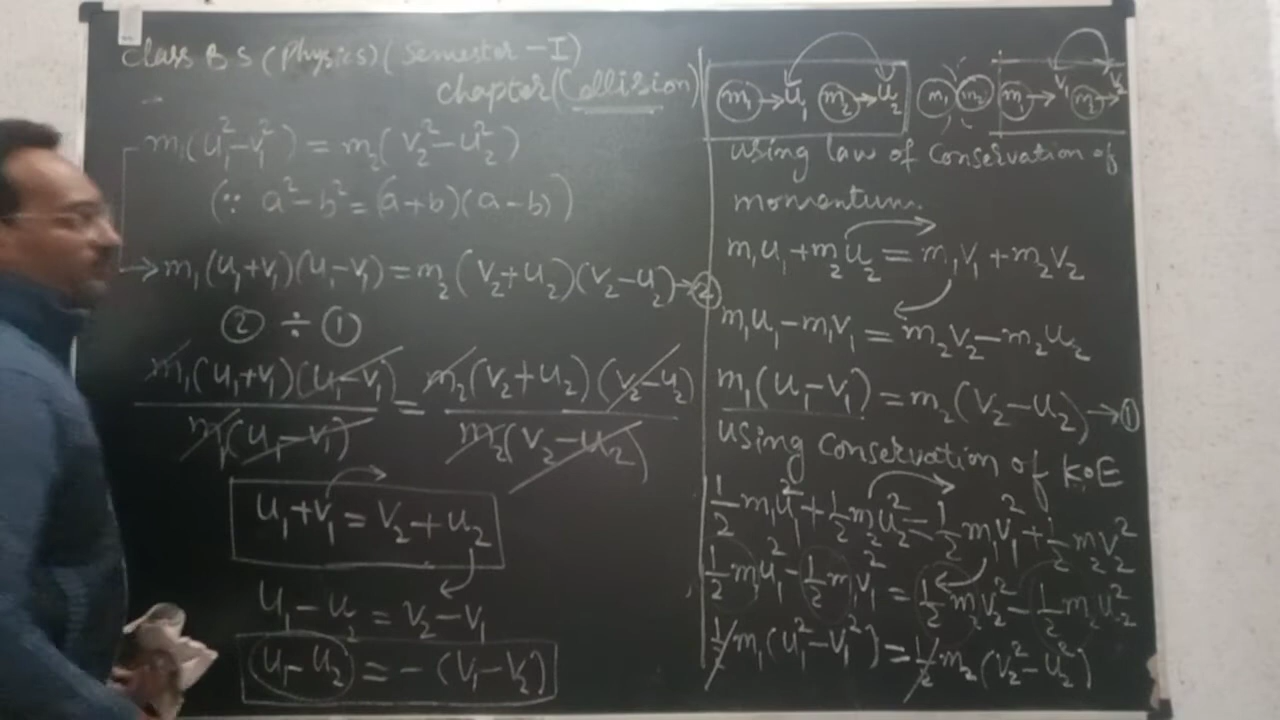 Class BS (Physics) (Semester - I)
chapter (Collision)
m₁(u₁²-v₁²) = m₂(v₂²-u₂²)
(∵ a²-b² = (a+b)(a-b))
→ m₁(u₁+v₁)(u₁-v₁) = m₂(v₂+u₂)(v₂-u₂) → ②
② ÷ ①
m₁(u₁+v₁)(u₁-v₁) / m₁(u₁-v₁) = m₂(v₂+u₂)(v₂-u₂) / m₂(v₂-u₂)
u₁+v₁ = v₂+u₂
u₁-u₂ = v₂-v₁
u₁-u₂ = -(v₁-v₂)
m₁ → u₁ m₂ → u₂ m₁ m₂ m₁ → v₁ m₂ → v₂
using law of conservation of
momentum.
m₁u₁+m₂u₂ = m₁v₁+m₂v₂
m₁u₁-m₁v₁ = m₂v₂-m₂u₂
m₁(u₁-v₁) = m₂(v₂-u₂) → ①
using conservation of K.E
½m₁u₁²+½m₂u₂² = ½m₁v₁²+½m₂v₂²
½m₁u₁²-½m₁v₁² = ½m₂v₂²-½m₂u₂²
½m₁(u₁²-v₁²) = ½m₂(v₂²-u₂²)